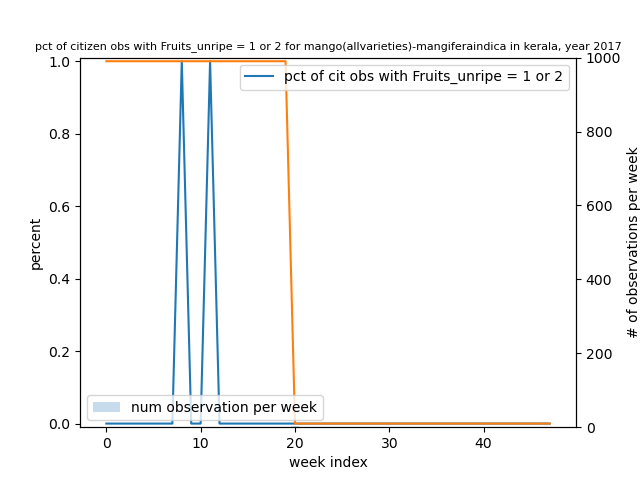 pct of citizen obs with Fruits_unripe = 1 or 2 for mango(allvarieties)-mangiferaindica in kerala, year 2017
pct of cit obs with Fruits_unripe = 1 or 2
1.0
0.8
0.6
0.4
0.2
0.0
percent
1000
800
600
400
200
0
# of observations per week
num observation per week
0
10
20
30
40
week index